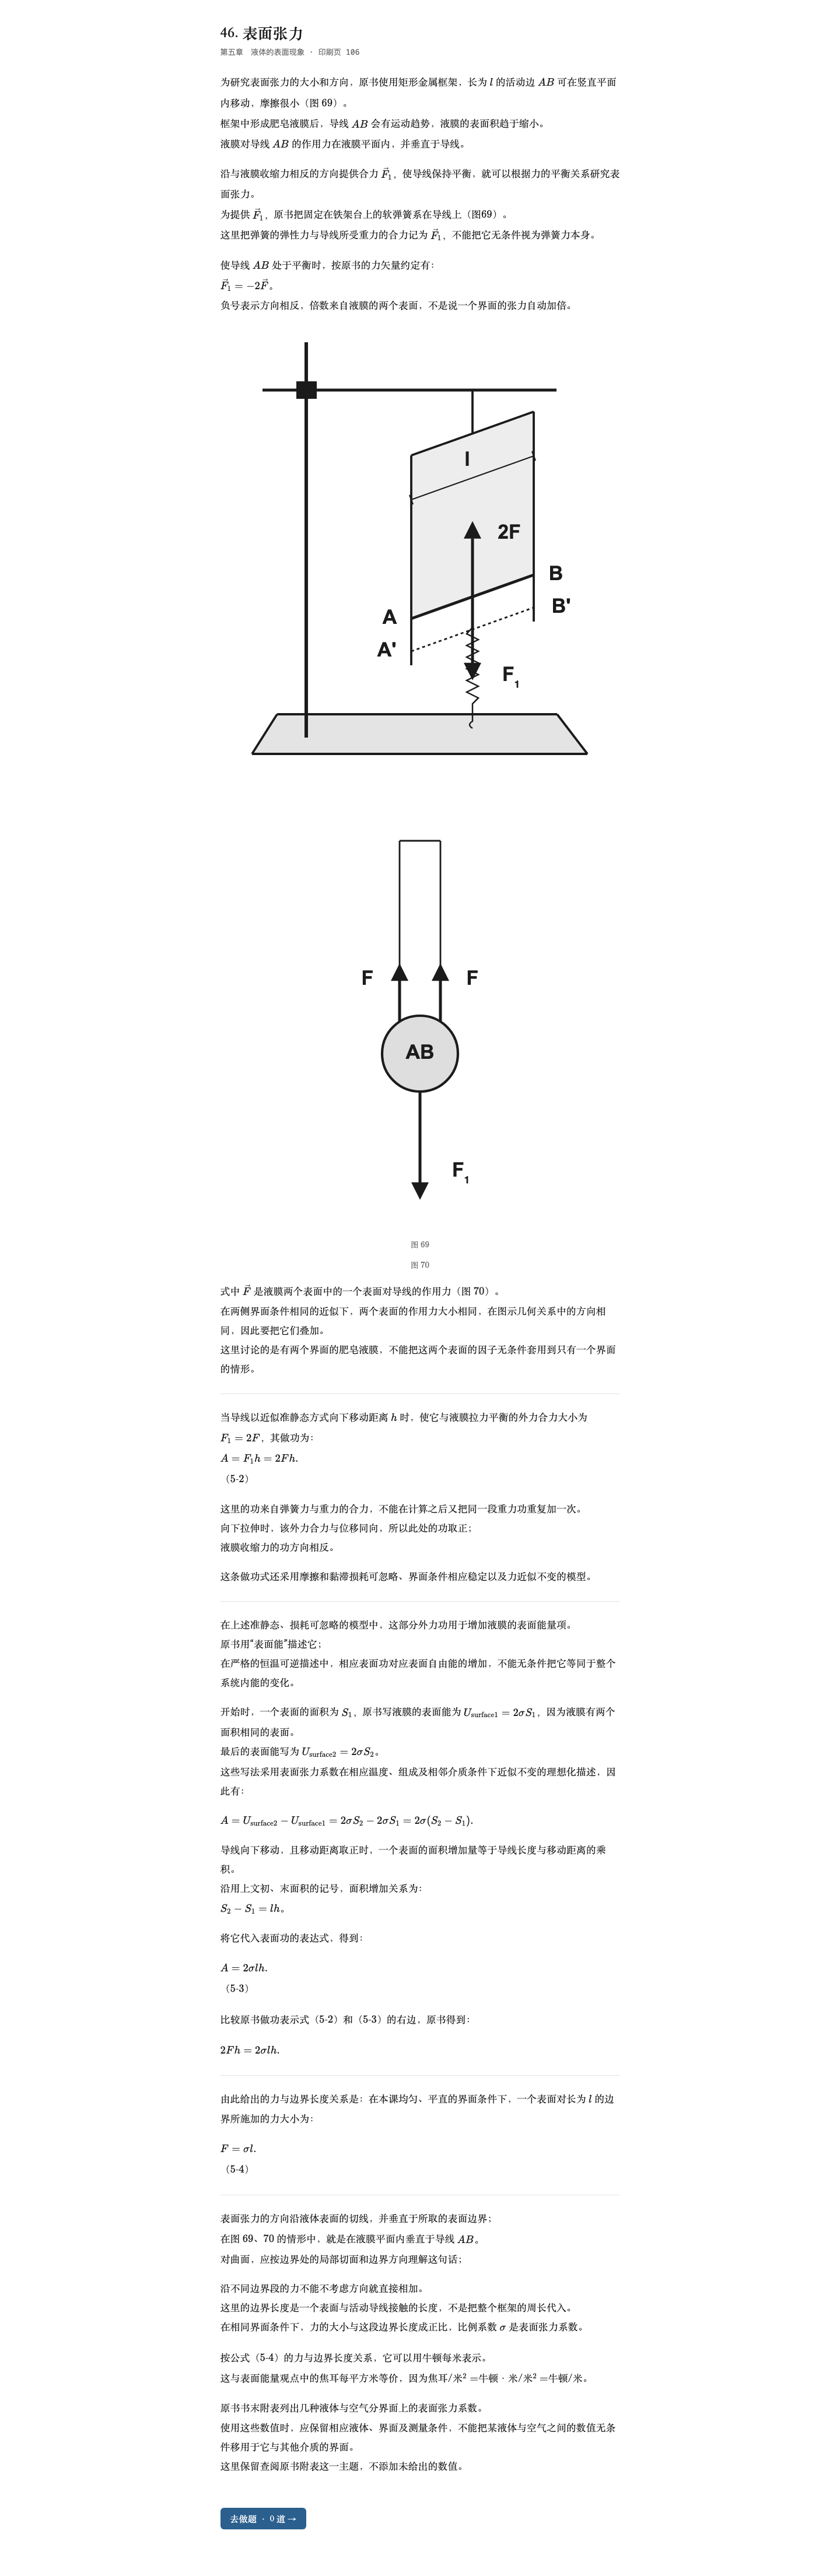 46. 表面张力
第五章 液体的表面现象 · 印刷页 106
为研究表面张力的大小和方向，原书使用矩形金属框架，长为 l 的活动边 AB 可在竖直平面
内移动，摩擦很小（图 69）。
框架中形成肥皂液膜后，导线 AB 会有运动趋势，液膜的表面积趋于缩小。
液膜对导线 AB 的作用力在液膜平面内，并垂直于导线。
沿与液膜收缩力相反的方向提供合力 F⃗₁，使导线保持平衡，就可以根据力的平衡关系研究表
面张力。
为提供 F⃗₁，原书把固定在铁架台上的软弹簧系在导线上（图69）。
这里把弹簧的弹性力与导线所受重力的合力记为 F⃗₁，不能把它无条件视为弹簧力本身。
使导线 AB 处于平衡时，按原书的力矢量约定有：
F⃗₁ = −2F⃗。
负号表示方向相反，倍数来自液膜的两个表面，不是说一个界面的张力自动加倍。
I
2F
B
B'
A
A'
F₁
F
F
AB
F₁
图 69
图 70
式中 F⃗ 是液膜两个表面中的一个表面对导线的作用力（图 70）。
在两侧界面条件相同的近似下，两个表面的作用力大小相同，在图示几何关系中的方向相
同，因此要把它们叠加。
这里讨论的是有两个界面的肥皂液膜，不能把这两个表面的因子无条件套用到只有一个界面
的情形。
当导线以近似准静态方式向下移动距离 h 时，使它与液膜拉力平衡的外力合力大小为
F₁ = 2F，其做功为：
A = F₁h = 2Fh.
（5-2）
这里的功来自弹簧力与重力的合力，不能在计算之后又把同一段重力功重复加一次。
向下拉伸时，该外力合力与位移同向，所以此处的功取正；
液膜收缩力的功方向相反。
这条做功式还采用摩擦和黏滞损耗可忽略、界面条件相应稳定以及力近似不变的模型。
在上述准静态、损耗可忽略的模型中，这部分外力功用于增加液膜的表面能量项。
原书用“表面能”描述它；
在严格的恒温可逆描述中，相应表面功对应表面自由能的增加，不能无条件把它等同于整个
系统内能的变化。
开始时，一个表面的面积为 S₁，原书写液膜的表面能为 U_surface1 = 2σS₁，因为液膜有两个
面积相同的表面。
最后的表面能写为 U_surface2 = 2σS₂。
这些写法采用表面张力系数在相应温度、组成及相邻介质条件下近似不变的理想化描述，因
此有：
A = U_surface2 − U_surface1 = 2σS₂ − 2σS₁ = 2σ(S₂ − S₁).
导线向下移动，且移动距离取正时，一个表面的面积增加量等于导线长度与移动距离的乘
积。
沿用上文初、末面积的记号，面积增加关系为：
S₂ − S₁ = lh。
将它代入表面功的表达式，得到：
A = 2σlh.
（5-3）
比较原书做功表示式（5-2）和（5-3）的右边，原书得到：
2Fh = 2σlh.
由此给出的力与边界长度关系是：在本课均匀、平直的界面条件下，一个表面对长为 l 的边
界所施加的力大小为：
F = σl.
（5-4）
表面张力的方向沿液体表面的切线，并垂直于所取的表面边界；
在图 69、70 的情形中，就是在液膜平面内垂直于导线 AB。
对曲面，应按边界处的局部切面和边界方向理解这句话；
沿不同边界段的力不能不考虑方向就直接相加。
这里的边界长度是一个表面与活动导线接触的长度，不是把整个框架的周长代入。
在相同界面条件下，力的大小与这段边界长度成正比，比例系数 σ 是表面张力系数。
按公式（5-4）的力与边界长度关系，它可以用牛顿每米表示。
这与表面能量观点中的焦耳每平方米等价，因为焦耳/米² =牛顿 · 米/米² =牛顿/米。
原书书末附表列出几种液体与空气分界面上的表面张力系数。
使用这些数值时，应保留相应液体、界面及测量条件，不能把某液体与空气之间的数值无条
件移用于它与其他介质的界面。
这里保留查阅原书附表这一主题，不添加未给出的数值。
去做题 · 0 道 →